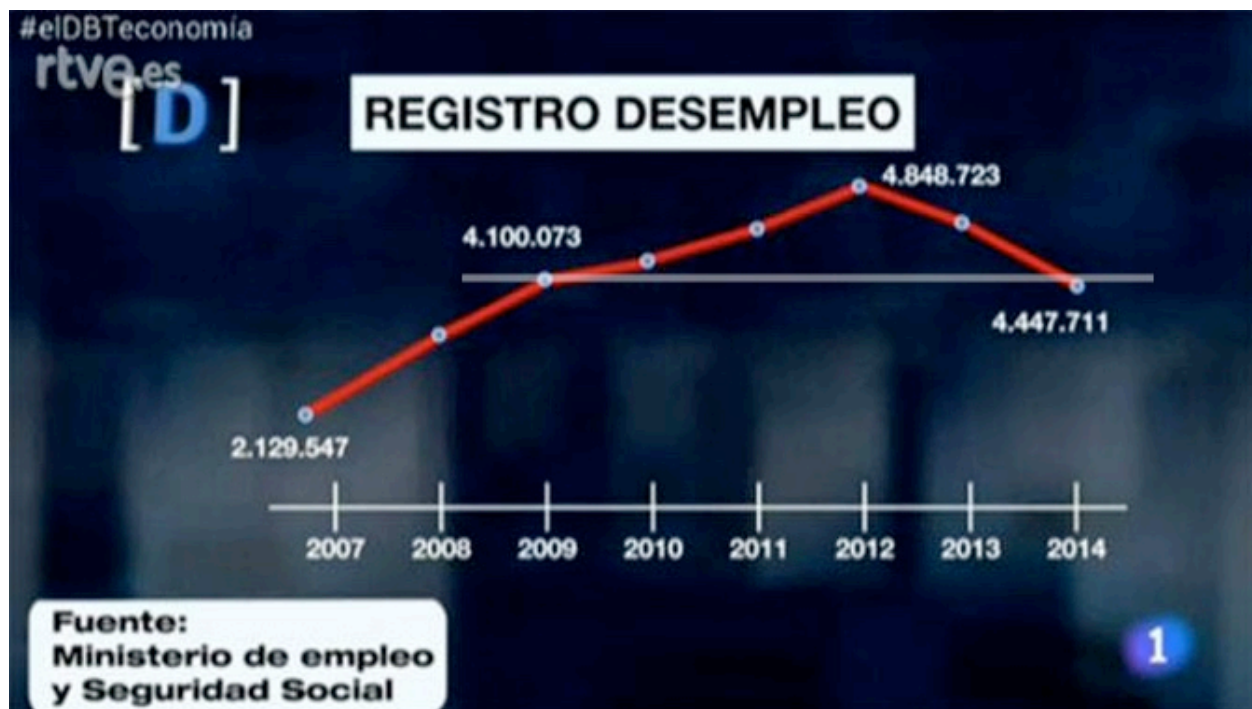 #elDBTeconomía
rtve.es
[D]
REGISTRO DESEMPLEO
4.848.723
4.100.073
4.447.711
2.129.547
2007 2008 2009 2010 2011 2012 2013 2014
Fuente:
Ministerio de empleo
y Seguridad Social
1